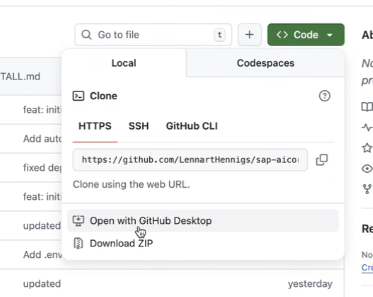 Go to file
t
Code
Ab
Local
Codespaces
No
TALL.md
pr
Clone
feat: initi
HTTPS SSH GitHub CLI
Add auto
https://github.com/LennartHennigs/sap-aico
fixed dep
Clone using the web URL.
feat: initi
updated
Open with GitHub Desktop
Re
Download ZIP
Add .env
No
Cre
updated
yesterday